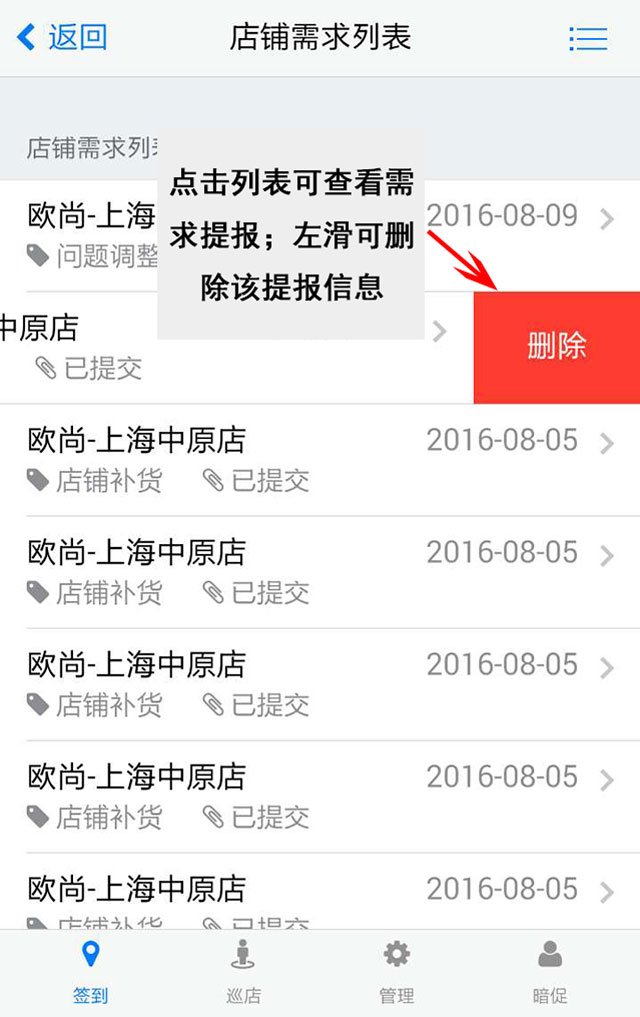 返回
店铺需求列表
店铺需求列
点击列表可查看需
求提报；左滑可删
除该提报信息
欧尚-上海
2016-08-09
问题调整
中原店
已提交
删除
欧尚-上海中原店
2016-08-05
店铺补货 已提交
欧尚-上海中原店
2016-08-05
店铺补货 已提交
欧尚-上海中原店
2016-08-05
店铺补货 已提交
欧尚-上海中原店
2016-08-05
店铺补货 已提交
欧尚-上海中原店
2016-08-05
店铺补货 已提交
签到 巡店 管理 暗促